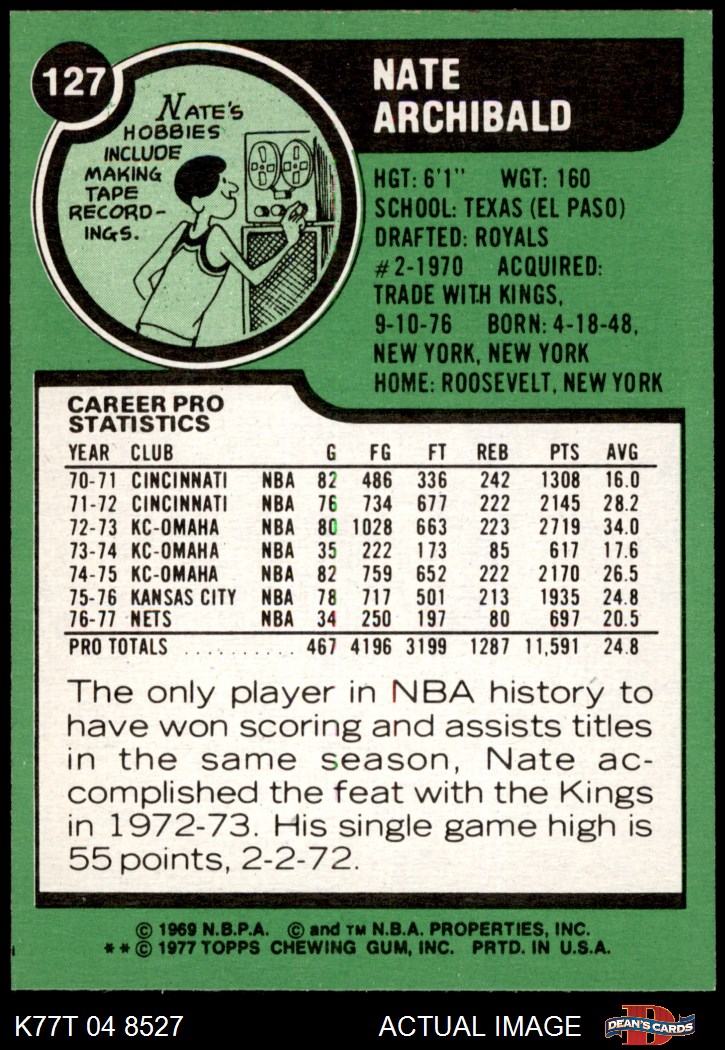 127
NATE
ARCHIBALD
NATE'S
HOBBIES
INCLUDE
MAKING
TAPE
RECORD-
INGS.
HGT: 6'1" WGT: 160
SCHOOL: TEXAS (EL PASO)
DRAFTED: ROYALS
#2-1970 ACQUIRED:
TRADE WITH KINGS,
9-10-76 BORN: 4-18-48,
NEW YORK, NEW YORK
HOME: ROOSEVELT, NEW YORK
CAREER PRO
STATISTICS
YEAR CLUB G FG FT REB PTS AVG
70-71 CINCINNATI NBA 82 486 336 242 1308 16.0
71-72 CINCINNATI NBA 76 734 677 222 2145 28.2
72-73 KC-OMAHA NBA 80 1028 663 223 2719 34.0
73-74 KC-OMAHA NBA 35 222 173 85 617 17.6
74-75 KC-OMAHA NBA 82 759 652 222 2170 26.5
75-76 KANSAS CITY NBA 78 717 501 213 1935 24.8
76-77 NETS NBA 34 250 197 80 697 20.5
PRO TOTALS .......... 467 4196 3199 1287 11,591 24.8
The only player in NBA history to
have won scoring and assists titles
in the same season, Nate ac-
complished the feat with the Kings
in 1972-73. His single game high is
55 points, 2-2-72.
© 1969 N.B.P.A. © and TM N.B.A. PROPERTIES, INC.
**© 1977 TOPPS CHEWING GUM, INC. PRTD. IN U.S.A.
K77T 04 8527 ACTUAL IMAGE D DEAN'S CARDS